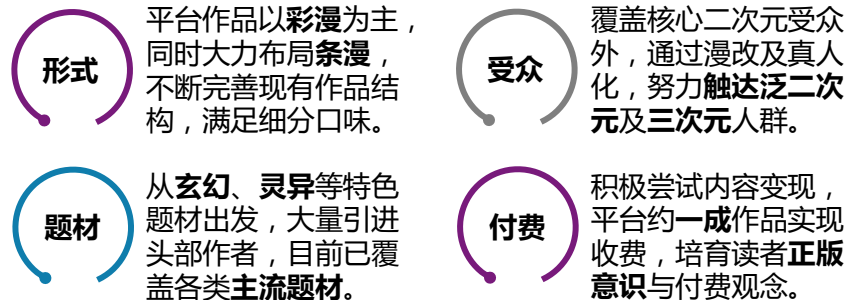 形式
平台作品以彩漫为主，
同时大力布局条漫，
不断完善现有作品结
构，满足细分口味。
受众
覆盖核心二次元受众
外，通过漫改及真人
化，努力触达泛二次
元及三次元人群。
题材
从玄幻、灵异等特色
题材出发，大量引进
头部作者，目前已覆
盖各类主流题材。
付费
积极尝试内容变现，
平台约一成作品实现
收费，培育读者正版
意识与付费观念。